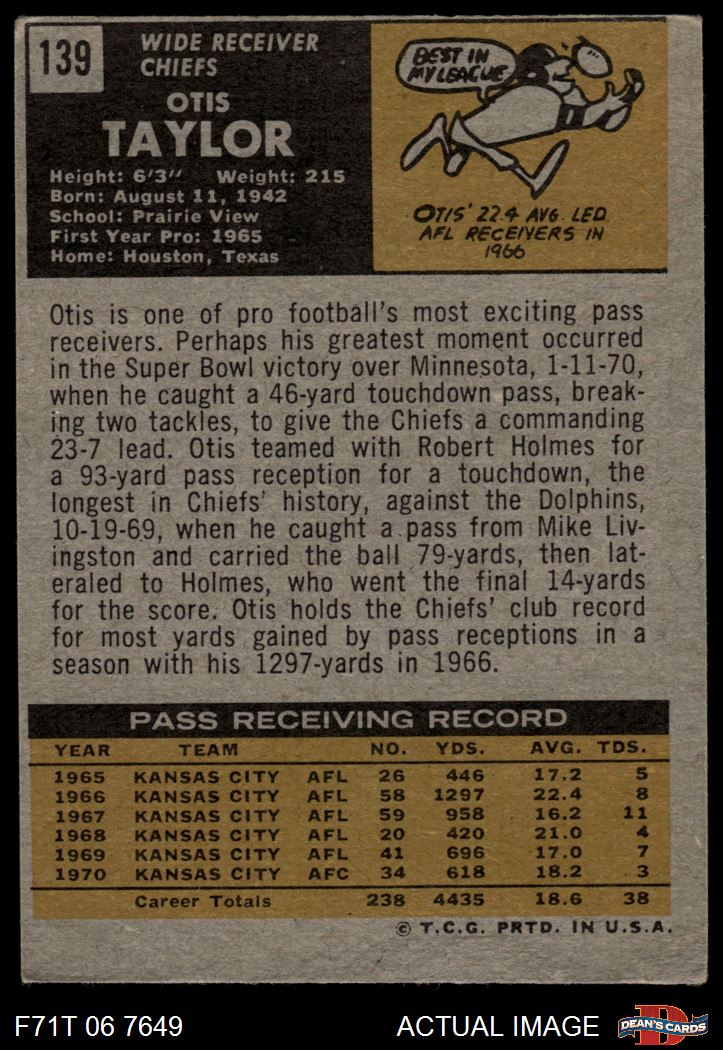 139
WIDE RECEIVER
CHIEFS
OTIS
TAYLOR
Height: 6'3" Weight: 215
Born: August 11, 1942
School: Prairie View
First Year Pro: 1965
Home: Houston, Texas
BEST IN
MY LEAGUE
OTIS' 22.4 AVG. LED
AFL RECEIVERS IN
1966
Otis is one of pro football's most exciting pass
receivers. Perhaps his greatest moment occurred
in the Super Bowl victory over Minnesota, 1-11-70,
when he caught a 46-yard touchdown pass, break-
ing two tackles, to give the Chiefs a commanding
23-7 lead. Otis teamed with Robert Holmes for
a 93-yard pass reception for a touchdown, the
longest in Chiefs' history, against the Dolphins,
10-19-69, when he caught a pass from Mike Liv-
ingston and carried the ball 79-yards, then lat-
eraled to Holmes, who went the final 14-yards
for the score. Otis holds the Chiefs' club record
for most yards gained by pass receptions in a
season with his 1297-yards in 1966.
PASS RECEIVING RECORD
YEAR TEAM NO. YDS. AVG. TDS.
1965 KANSAS CITY AFL 26 446 17.2 5
1966 KANSAS CITY AFL 58 1297 22.4 8
1967 KANSAS CITY AFL 59 958 16.2 11
1968 KANSAS CITY AFL 20 420 21.0 4
1969 KANSAS CITY AFL 41 696 17.0 7
1970 KANSAS CITY AFC 34 618 18.2 3
Career Totals 238 4435 18.6 38
© T.C.G. PRTD. IN U.S.A.
F71T 06 7649 ACTUAL IMAGE
D
DEAN'S CARDS